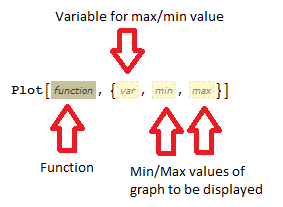 Variable for max/min value
Plot[function, {var, min, max}]
Function
Min/Max values of
graph to be displayed